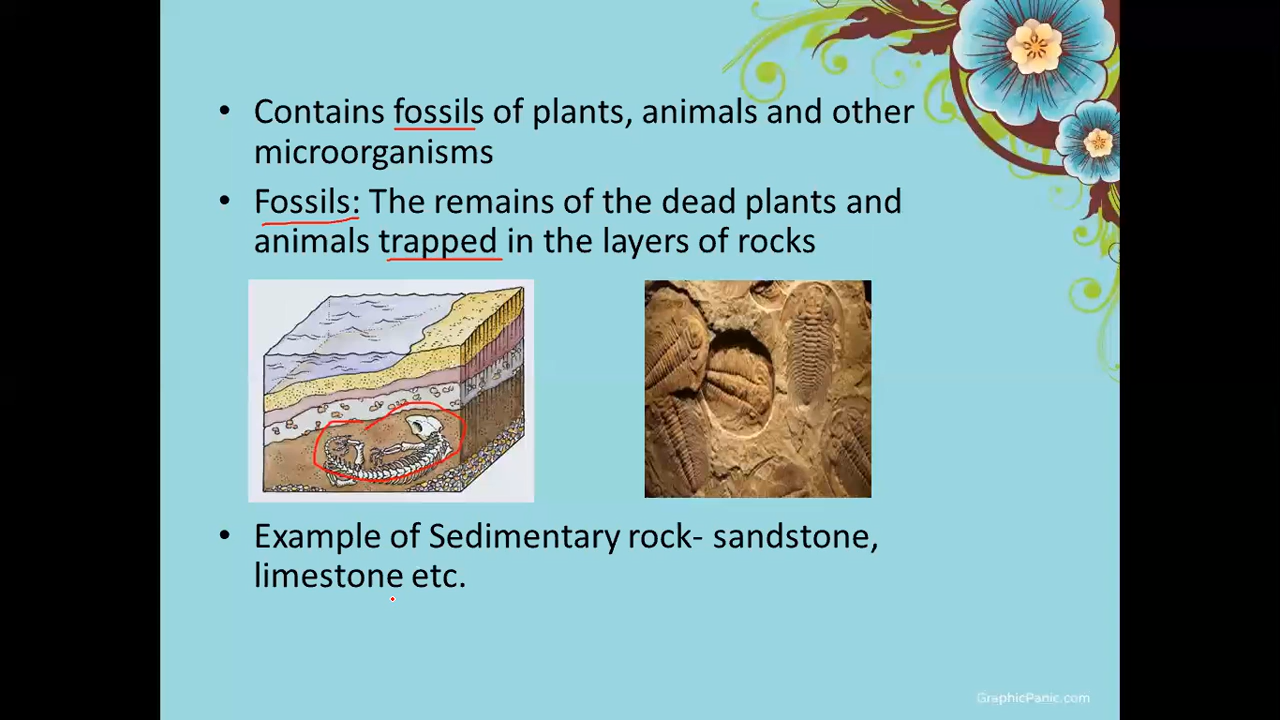 • Contains fossils of plants, animals and other
microorganisms
• Fossils: The remains of the dead plants and
animals trapped in the layers of rocks
• Example of Sedimentary rock- sandstone,
limestone etc.
GraphicPanic.com